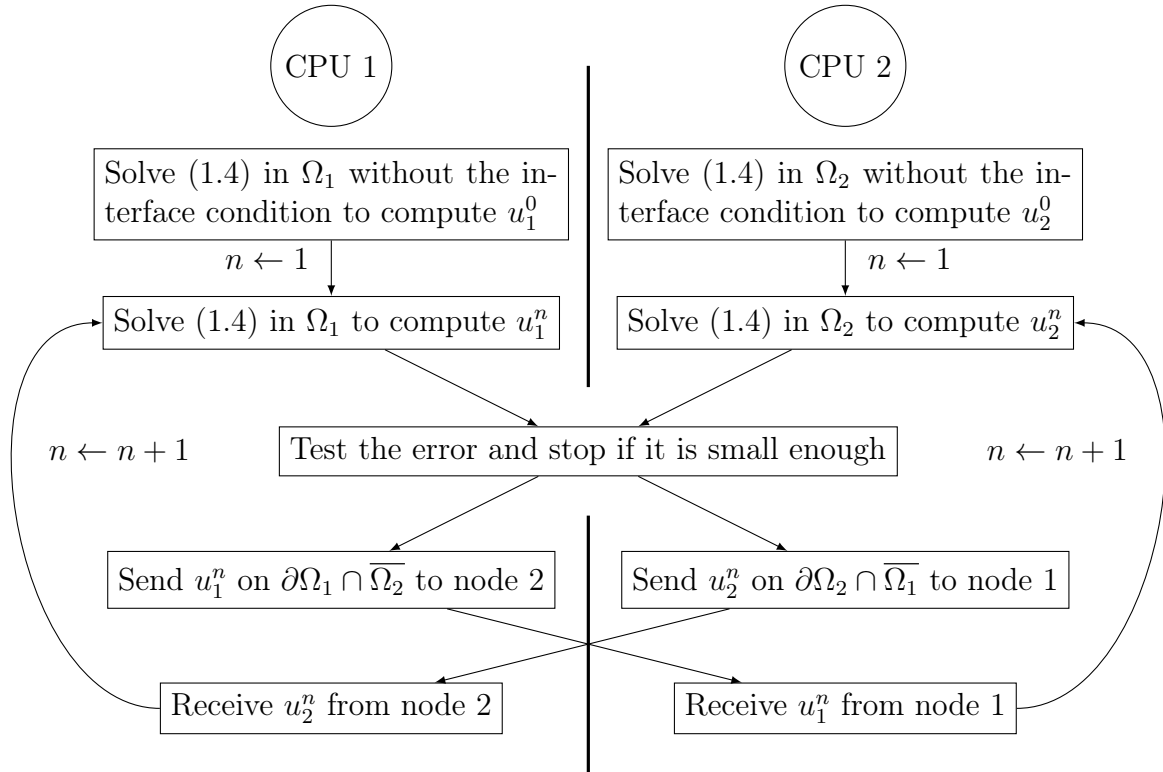 CPU 1
CPU 2
Solve (1.4) in Ω₁ without the in-
terface condition to compute u₁⁰
Solve (1.4) in Ω₂ without the in-
terface condition to compute u₂⁰
n ← 1
n ← 1
Solve (1.4) in Ω₁ to compute u₁ⁿ
Solve (1.4) in Ω₂ to compute u₂ⁿ
n ← n + 1
Test the error and stop if it is small enough
n ← n + 1
Send u₁ⁿ on ∂Ω₁ ∩ \overline{Ω₂} to node 2
Send u₂ⁿ on ∂Ω₂ ∩ \overline{Ω₁} to node 1
Receive u₂ⁿ from node 2
Receive u₁ⁿ from node 1